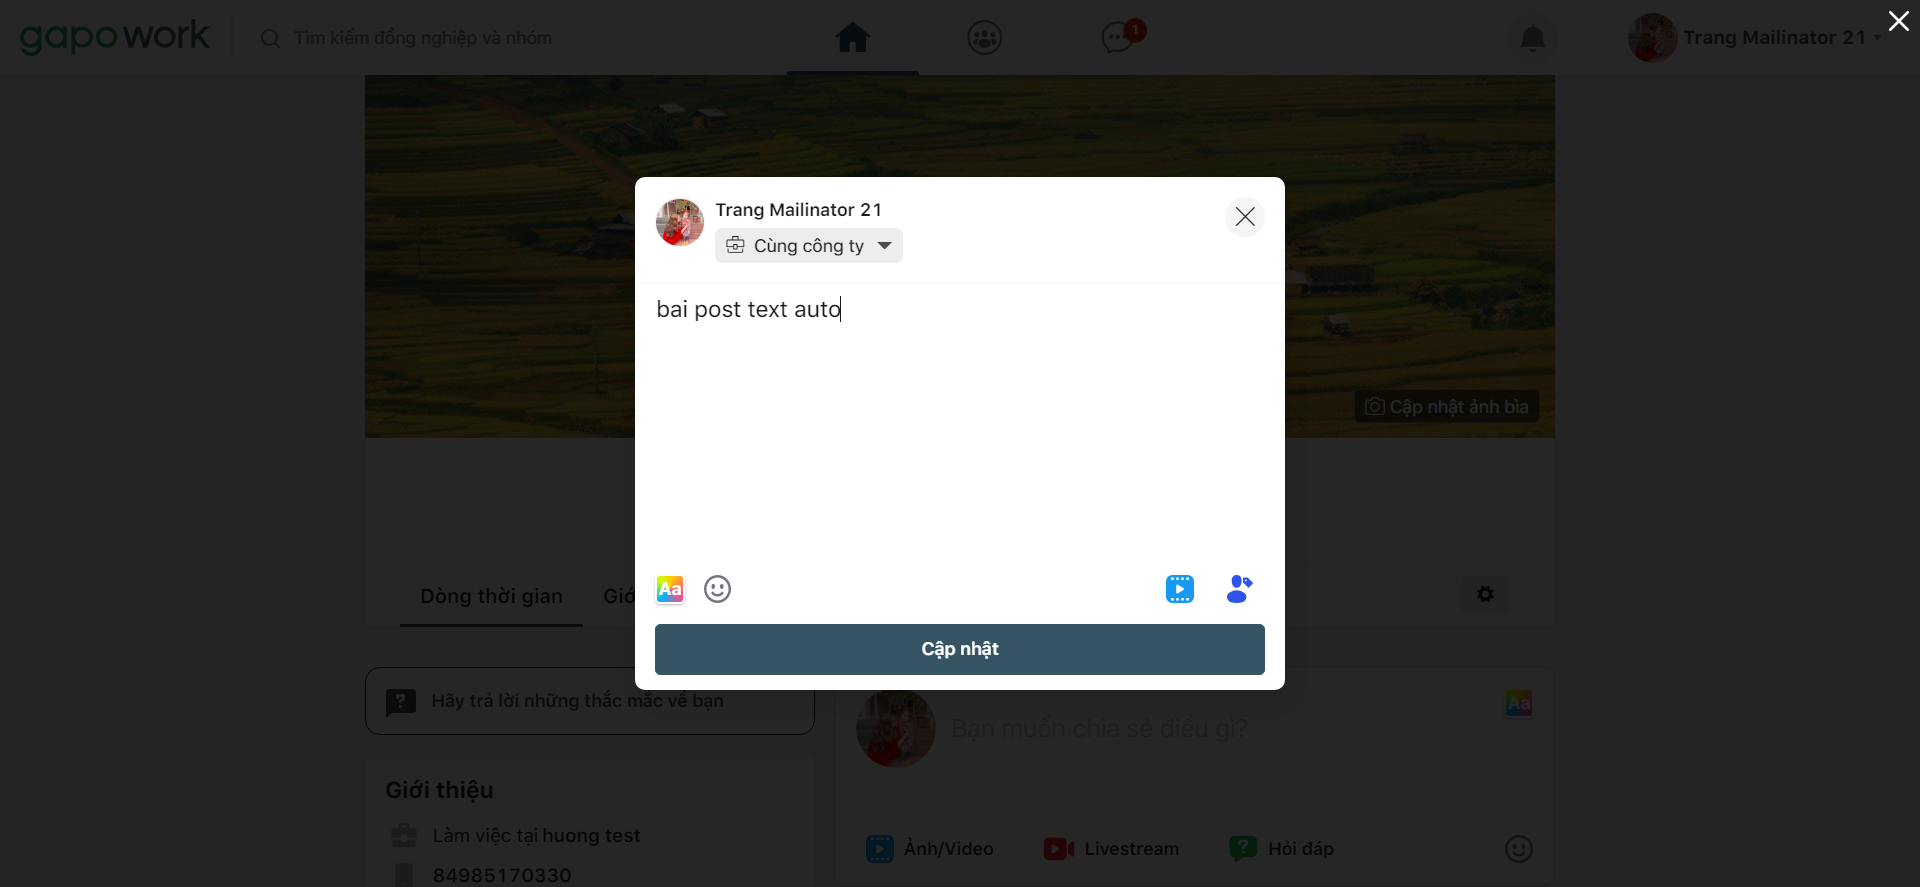 gapowork
Tìm kiếm đồng nghiệp và nhóm
1
Trang Mailinator 21
Cập nhật ảnh bìa
Trang Mailinator 21
Cùng công ty
bai post text auto
Aa
Cập nhật
Dòng thời gian
Giớ
Hãy trả lời những thắc mắc về bạn
Aa
Bạn muốn chia sẻ điều gì?
Giới thiệu
Làm việc tại huong test
84985170330
Ảnh/Video
Livestream
Hỏi đáp